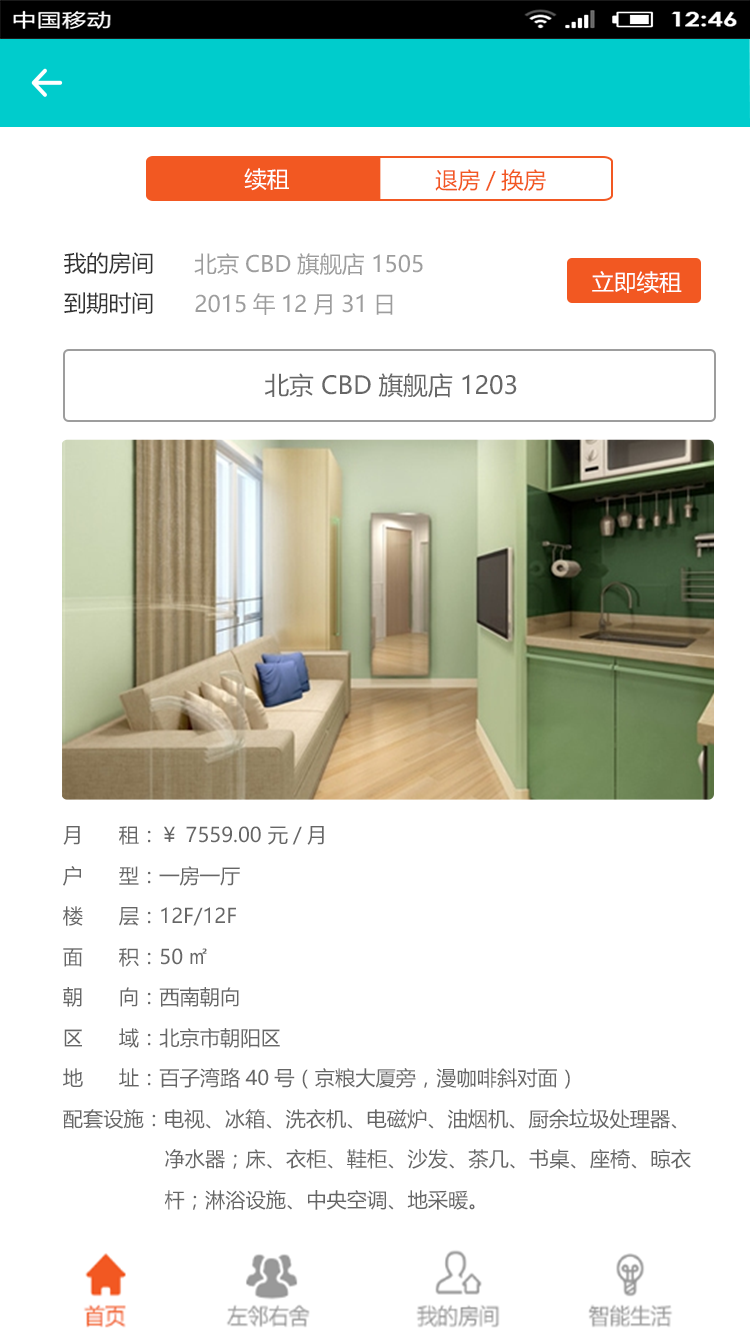 中国移动 12:46
续租 退房 / 换房
我的房间 北京 CBD 旗舰店 1505
到期时间 2015 年 12 月 31 日
立即续租
北京 CBD 旗舰店 1203
月 租：¥ 7559.00 元 / 月
户 型：一房一厅
楼 层：12F/12F
面 积：50 ㎡
朝 向：西南朝向
区 域：北京市朝阳区
地 址：百子湾路 40 号（京粮大厦旁，漫咖啡斜对面）
配套设施：电视、冰箱、洗衣机、电磁炉、油烟机、厨余垃圾处理器、
净水器；床、衣柜、鞋柜、沙发、茶几、书桌、座椅、晾衣
杆；淋浴设施、中央空调、地采暖。
首页 左邻右舍 我的房间 智能生活